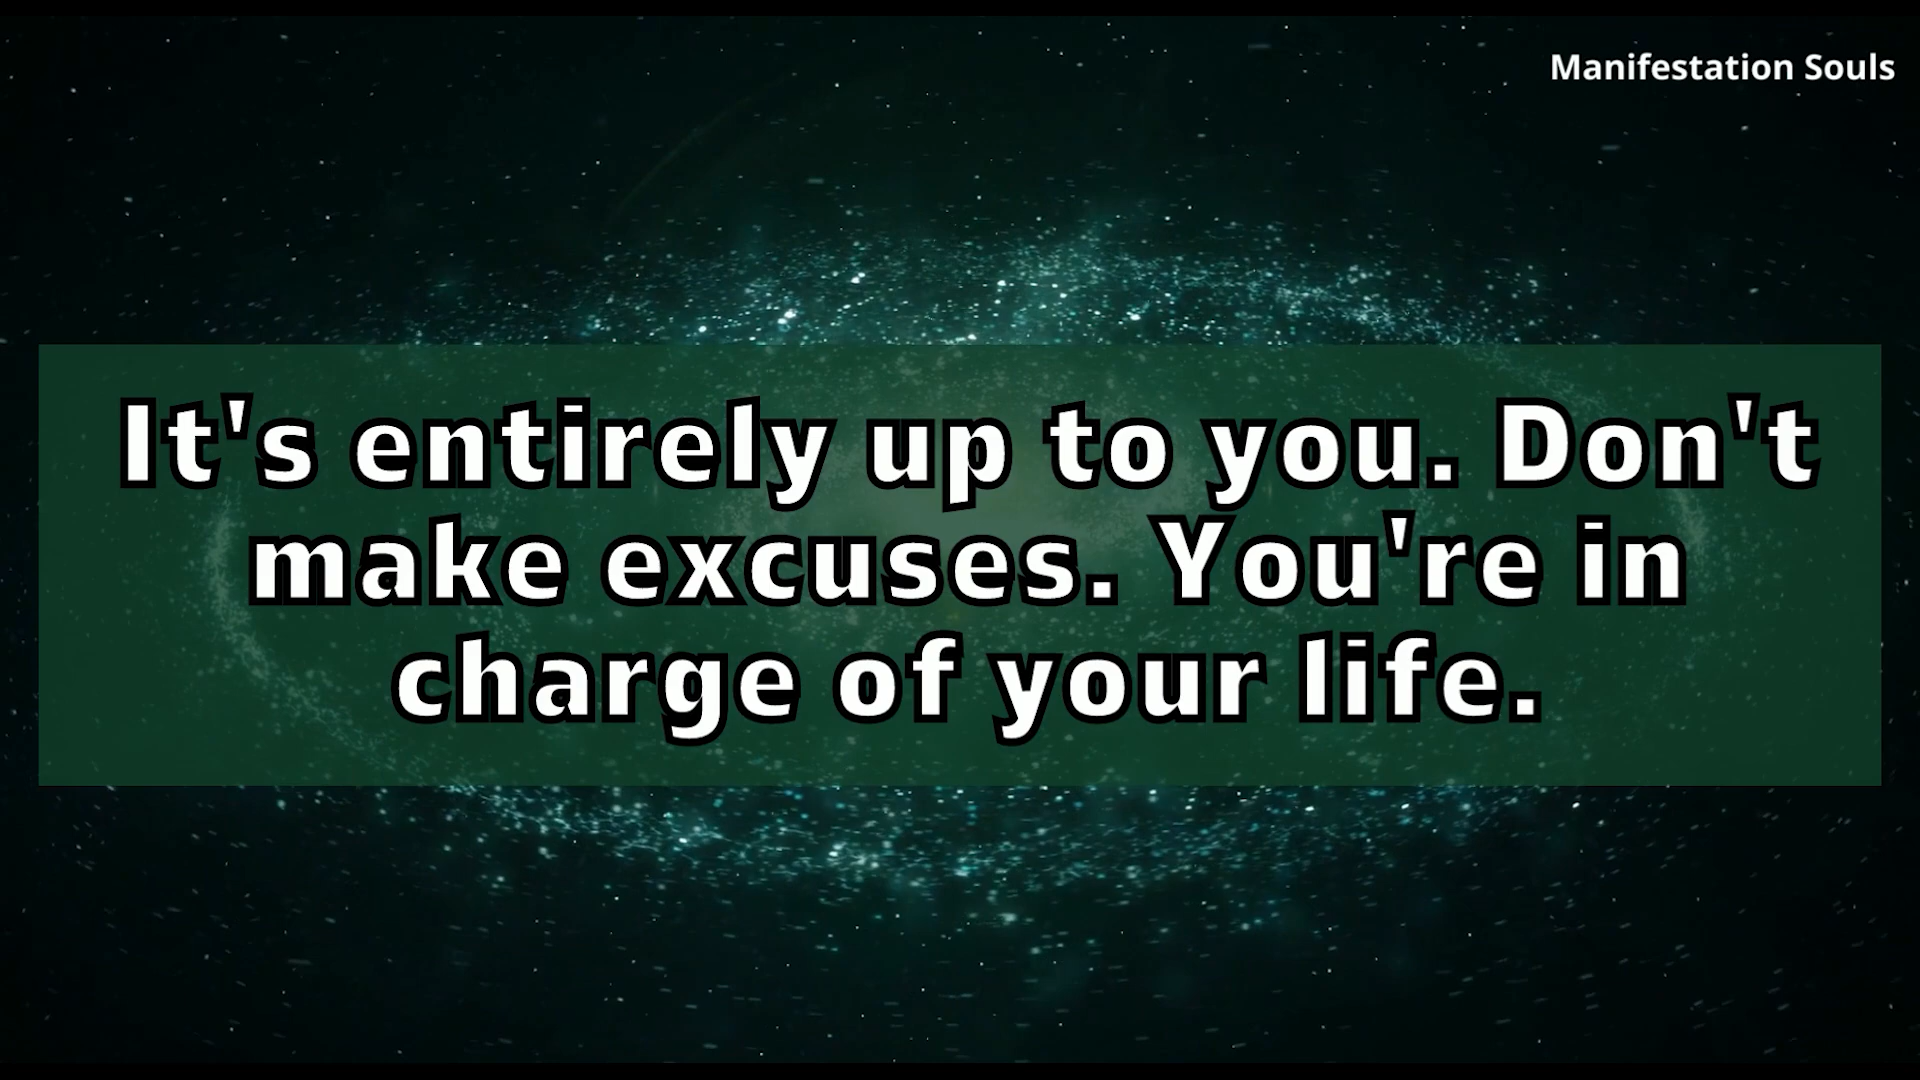 Manifestation Souls
It's entirely up to you. Don't
make excuses. You're in
charge of your life.